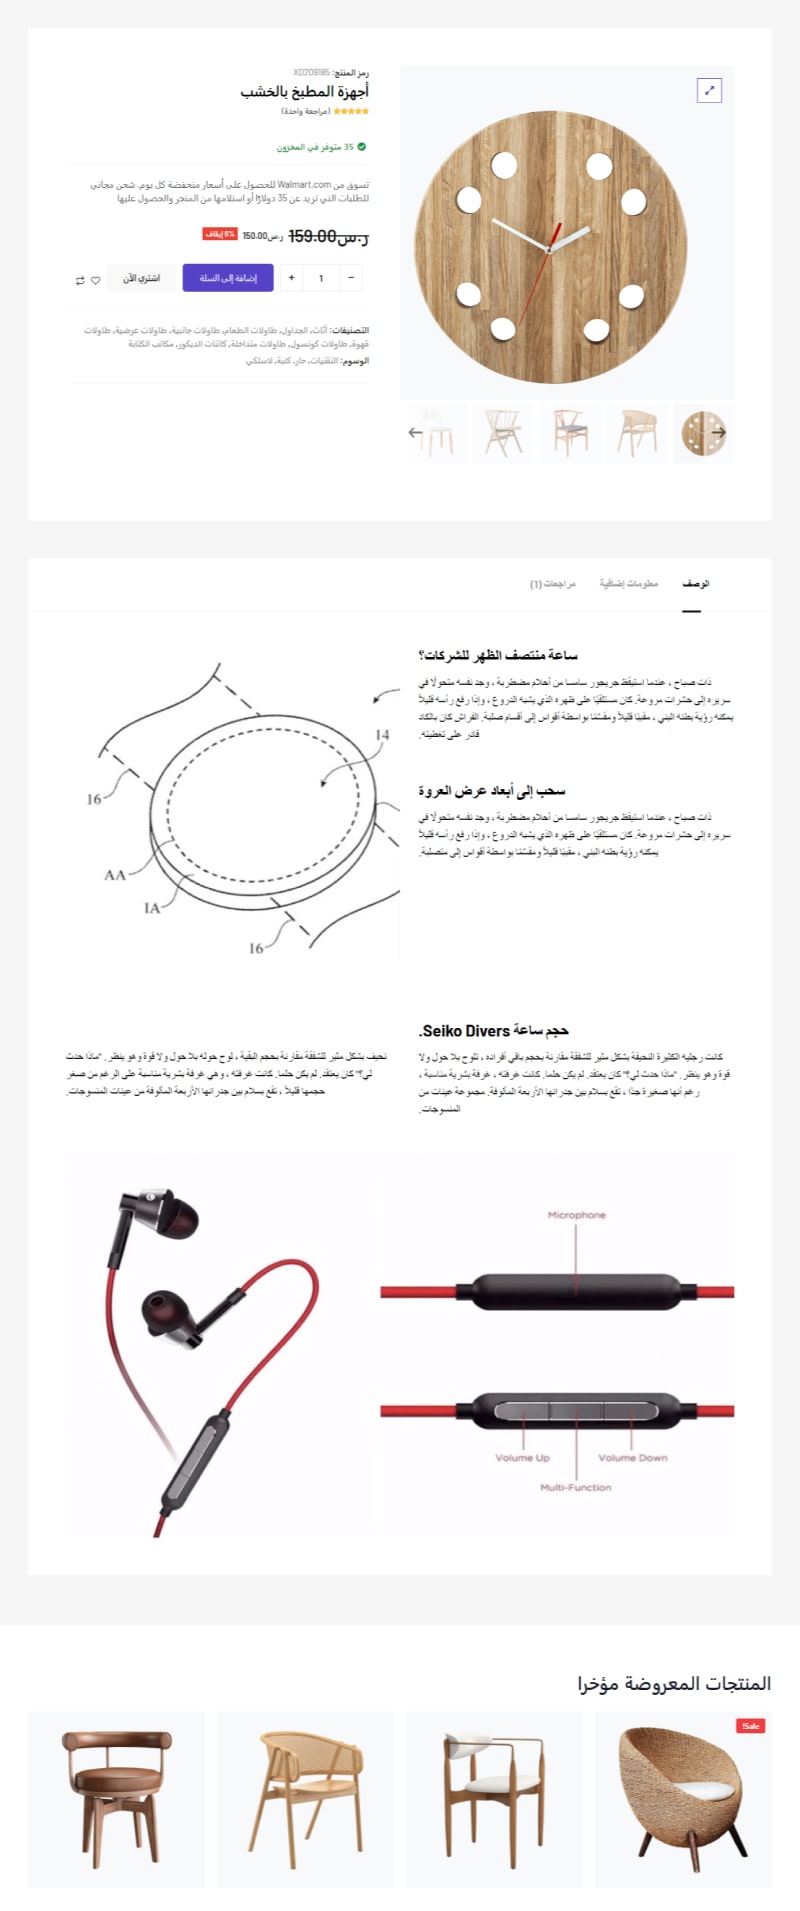 رمز المنتج: XD209185
أجهزة المطبخ بالخشب
(مراجعة واحدة)
35 متوفر في المخزون
تسوق من Walmart.com للحصول على أسعار منخفضة كل يوم. شحن مجاني
للطلبات التي تزيد عن 35 دولارًا أو استلامها من المتجر والحصول عليها
ر.س159.00 ر.س150.00 6% إيقاف
− 1 + إضافة إلى السلة اشتري الآن
التصنيفات: أثاث, الجداول, طاولات الطعام, طاولات جانبية, طاولات عرضية, طاولات
قهوة, طاولات كونسول, طاولات متداخلة, كائنات الديكور, مكاتب الكتابة
الوسوم: التقنيات, حار, كنبة, لاسلكي
الوصف معلومات إضافية مراجعات (1)
ساعة منتصف الظهر للشركات؟
ذات صباح ، عندما استيقظ جريجور سامسا من أحلام مضطربة ، وجد نفسه متحولًا في
سريره إلى حشرات مروعة. كان مستلقيًا على ظهره الذي يشبه الدروع ، وإذا رفع رأسه قليلاً
يمكنه رؤية بطنه البني ، مقببًا قليلاً ومقسّمًا بواسطة أقواس إلى أقسام صلبة. الفراش كان بالكاد
قادر على تغطيته.
14
16
AA
IA
16
سحب إلى أبعاد عرض العروة
ذات صباح ، عندما استيقظ جريجور سامسا من أحلام مضطربة ، وجد نفسه متحولًا في
سريره إلى حشرات مروعة. كان مستلقيًا على ظهره الذي يشبه الدروع ، وإذا رفع رأسه قليلاً
يمكنه رؤية بطنه البني ، مقببًا قليلاً ومقسّمًا بواسطة أقواس إلى متصلبة.
حجم ساعة Seiko Divers.
كانت رجليه الكثيرة النحيفة بشكل مثير للشفقة مقارنة بحجم باقي أفراده ، تلوح بلا حول ولا
قوة وهو ينظر. "ماذا حدث لي؟" كان يعتقد. لم يكن حلما. كانت غرفته ، غرفة بشرية مناسبة ،
رغم أنها صغيرة جدًا ، تقع بسلام بين جدرانها الأربعة المألوفة. مجموعة عينات من
المنسوجات.
نحيف بشكل مثير للشفقة مقارنة بحجم البقية ، لوح حوله بلا حول ولا قوة وهو ينظر. "ماذا حدث
لي؟" كان يعتقد. لم يكن حلما. كانت غرفته ، وهي غرفة بشرية مناسبة على الرغم من صغر
حجمها قليلاً ، تقع بسلام بين جدرانها الأربعة المألوفة من عينات المنسوجات.
Microphone
Volume Up
Volume Down
Multi-Function
المنتجات المعروضة مؤخرا
Sale!